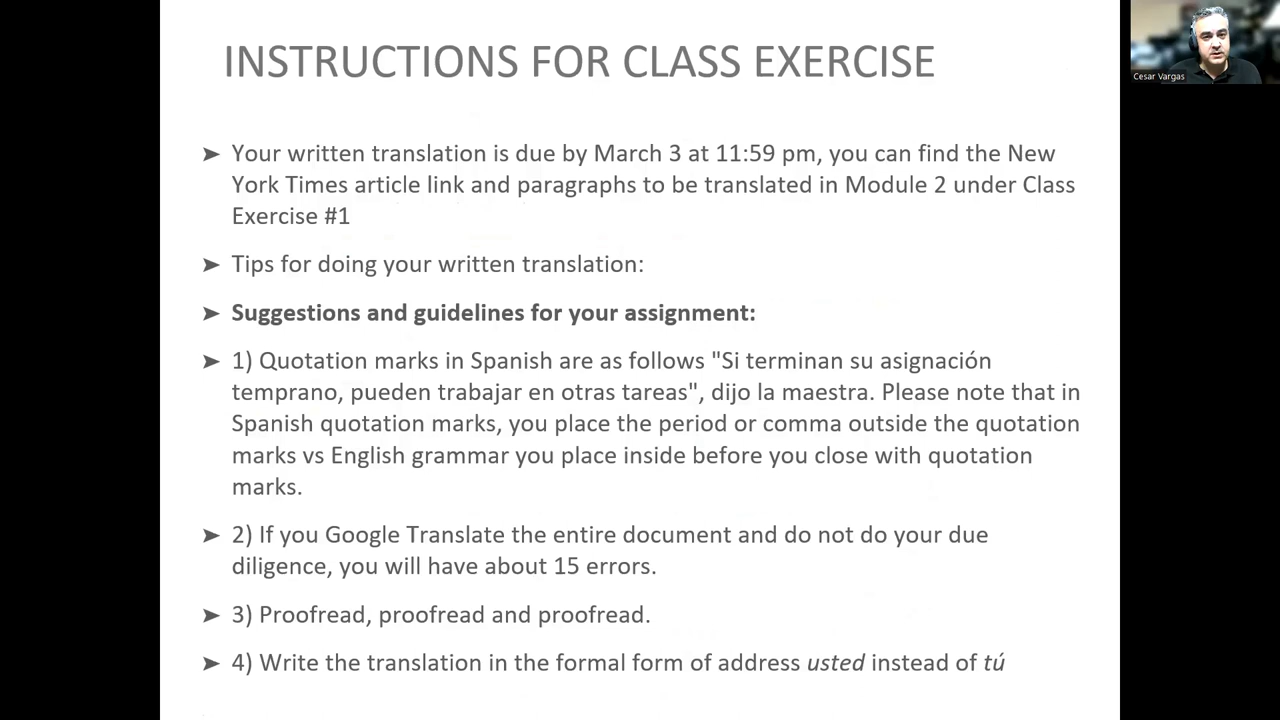 INSTRUCTIONS FOR CLASS EXERCISE
Cesar Vargas
➤ Your written translation is due by March 3 at 11:59 pm, you can find the New
York Times article link and paragraphs to be translated in Module 2 under Class
Exercise #1
➤ Tips for doing your written translation:
➤ Suggestions and guidelines for your assignment:
➤ 1) Quotation marks in Spanish are as follows "Si terminan su asignación
temprano, pueden trabajar en otras tareas", dijo la maestra. Please note that in
Spanish quotation marks, you place the period or comma outside the quotation
marks vs English grammar you place inside before you close with quotation
marks.
➤ 2) If you Google Translate the entire document and do not do your due
diligence, you will have about 15 errors.
➤ 3) Proofread, proofread and proofread.
➤ 4) Write the translation in the formal form of address usted instead of tú